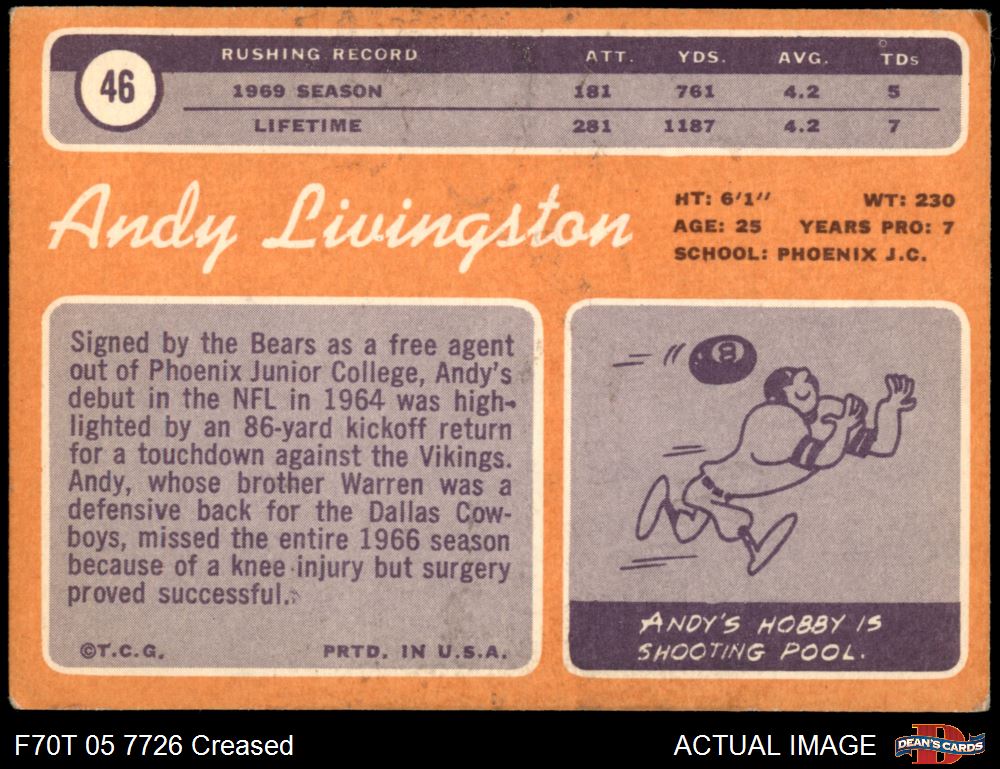 46
RUSHING RECORD ATT. YDS. AVG. TDs
1969 SEASON 181 761 4.2 5
LIFETIME 281 1187 4.2 7
Andy Livingston
HT: 6'1" WT: 230
AGE: 25 YEARS PRO: 7
SCHOOL: PHOENIX J.C.
Signed by the Bears as a free agent
out of Phoenix Junior College, Andy's
debut in the NFL in 1964 was high-
lighted by an 86-yard kickoff return
for a touchdown against the Vikings.
Andy, whose brother Warren was a
defensive back for the Dallas Cow-
boys, missed the entire 1966 season
because of a knee injury but surgery
proved successful.
©T.C.G. PRTD. IN U.S.A.
8
ANDY'S HOBBY IS
SHOOTING POOL.
F70T 05 7726 Creased ACTUAL IMAGE
D
DEAN'S CARDS